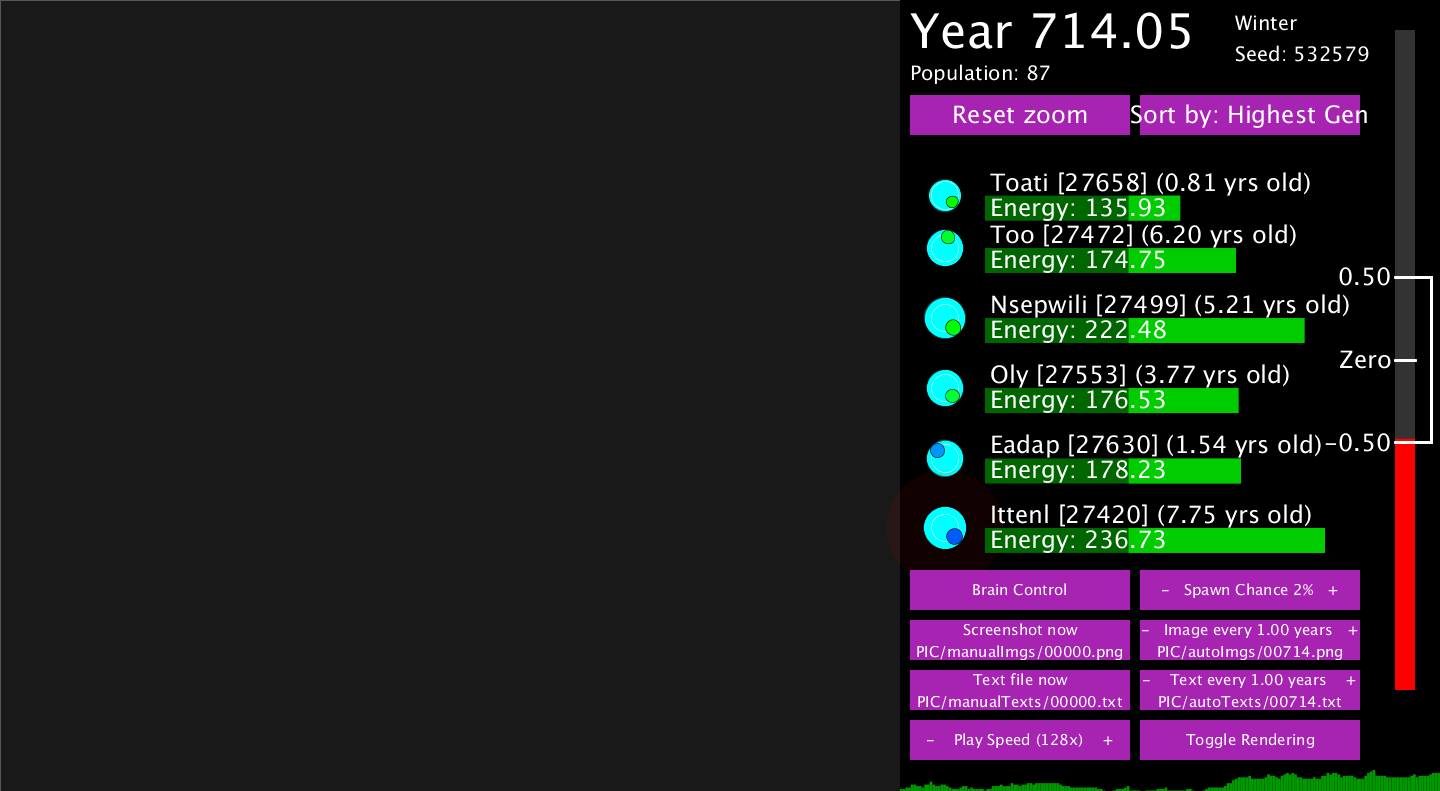 Year 714.05
Winter
Seed: 532579
Population: 87
Reset zoom
Sort by: Highest Gen
Toati [27658] (0.81 yrs old)
Energy: 135.93
Too [27472] (6.20 yrs old)
Energy: 174.75
0.50
Nsepwili [27499] (5.21 yrs old)
Energy: 222.48
Zero
Oly [27553] (3.77 yrs old)
Energy: 176.53
Eadap [27630] (1.54 yrs old)
-0.50
Energy: 178.23
Ittenl [27420] (7.75 yrs old)
Energy: 236.73
Brain Control
- Spawn Chance 2% +
Screenshot now
PIC/manualImgs/00000.png
- Image every 1.00 years +
PIC/autoImgs/00714.png
Text file now
PIC/manualTexts/00000.txt
- Text every 1.00 years +
PIC/autoTexts/00714.txt
- Play Speed (128x) +
Toggle Rendering